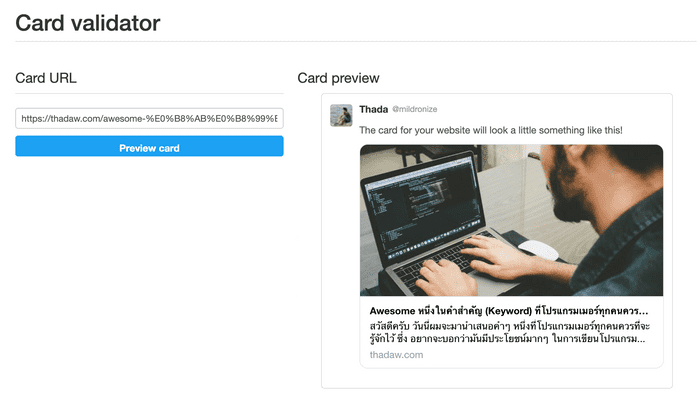 Card validator
Card URL
https://thadaw.com/awesome-%E0%B8%AB%E0%B8%99%E
Preview card
Card preview
Thada @mildronize
The card for your website will look a little something like this!
Awesome หนึ่งในคำสำคัญ (Keyword) ที่โปรแกรมเมอร์ทุกคนควร...
สวัสดีครับ วันนี้ผมจะมานำเสนอคำๆ หนึ่งที่โปรแกรมเมอร์ทุกคนควรที่จะ
รู้จักไว้ ซึ่ง อยากจะบอกว่ามันมีประโยชน์มากๆ ในการเขียนโปรแกรม...
thadaw.com